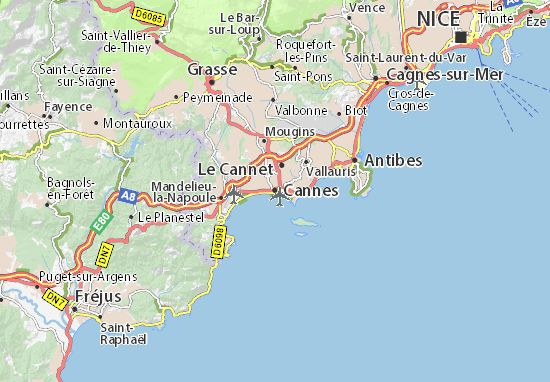 D6085
Le Bar-
sur-Loup
Vence
NICE
La
Trinité
Èze
Saint-Vallier-
de-Thiey
Roquefort-
les-Pins
Saint-Laurent-du-Var
Saint-Cézaire-
sur-Siagne
Grasse
Saint-Pons
Cagnes-sur-Mer
Cros-de-
Cagnes
Peymeinade
Valbonne
Biot
Fayence
Montauroux
Mougins
Le Cannet
Vallauris
Antibes
Bagnols-
en-Forêt
A8
Mandelieu-
la-Napoule
Cannes
E80
Le Planestel
D6098
DN7
Puget-sur-Argens
DN7
Fréjus
Saint-
Raphaël